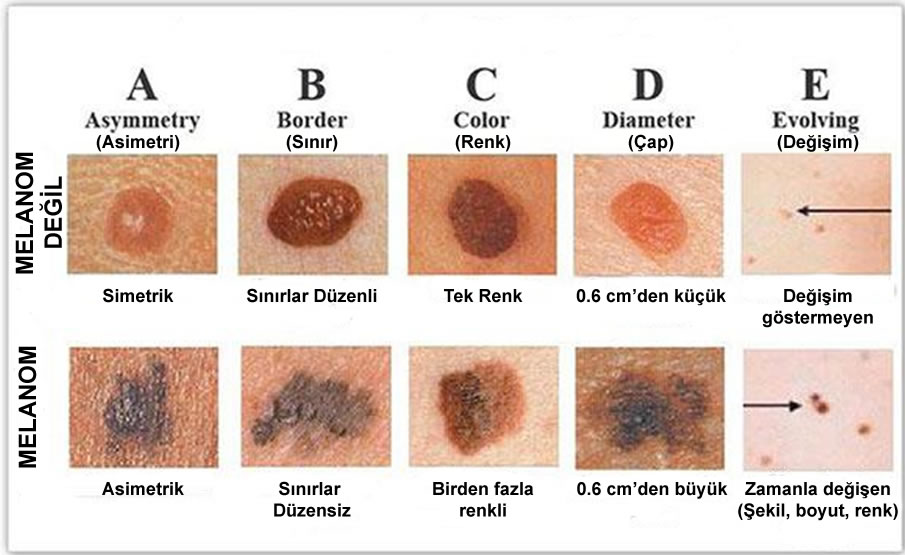 A B C D E
Asymmetry Border Color Diameter Evolving
(Asimetri) (Sınır) (Renk) (Çap) (Değişim)
MELANOM
DEĞİL
Simetrik Sınırlar Düzenli Tek Renk 0.6 cm’den küçük Değişim
göstermeyen
MELANOM
Asimetrik Sınırlar Birden fazla 0.6 cm’den büyük Zamanla değişen
Düzensiz renkli (Şekil, boyut, renk)